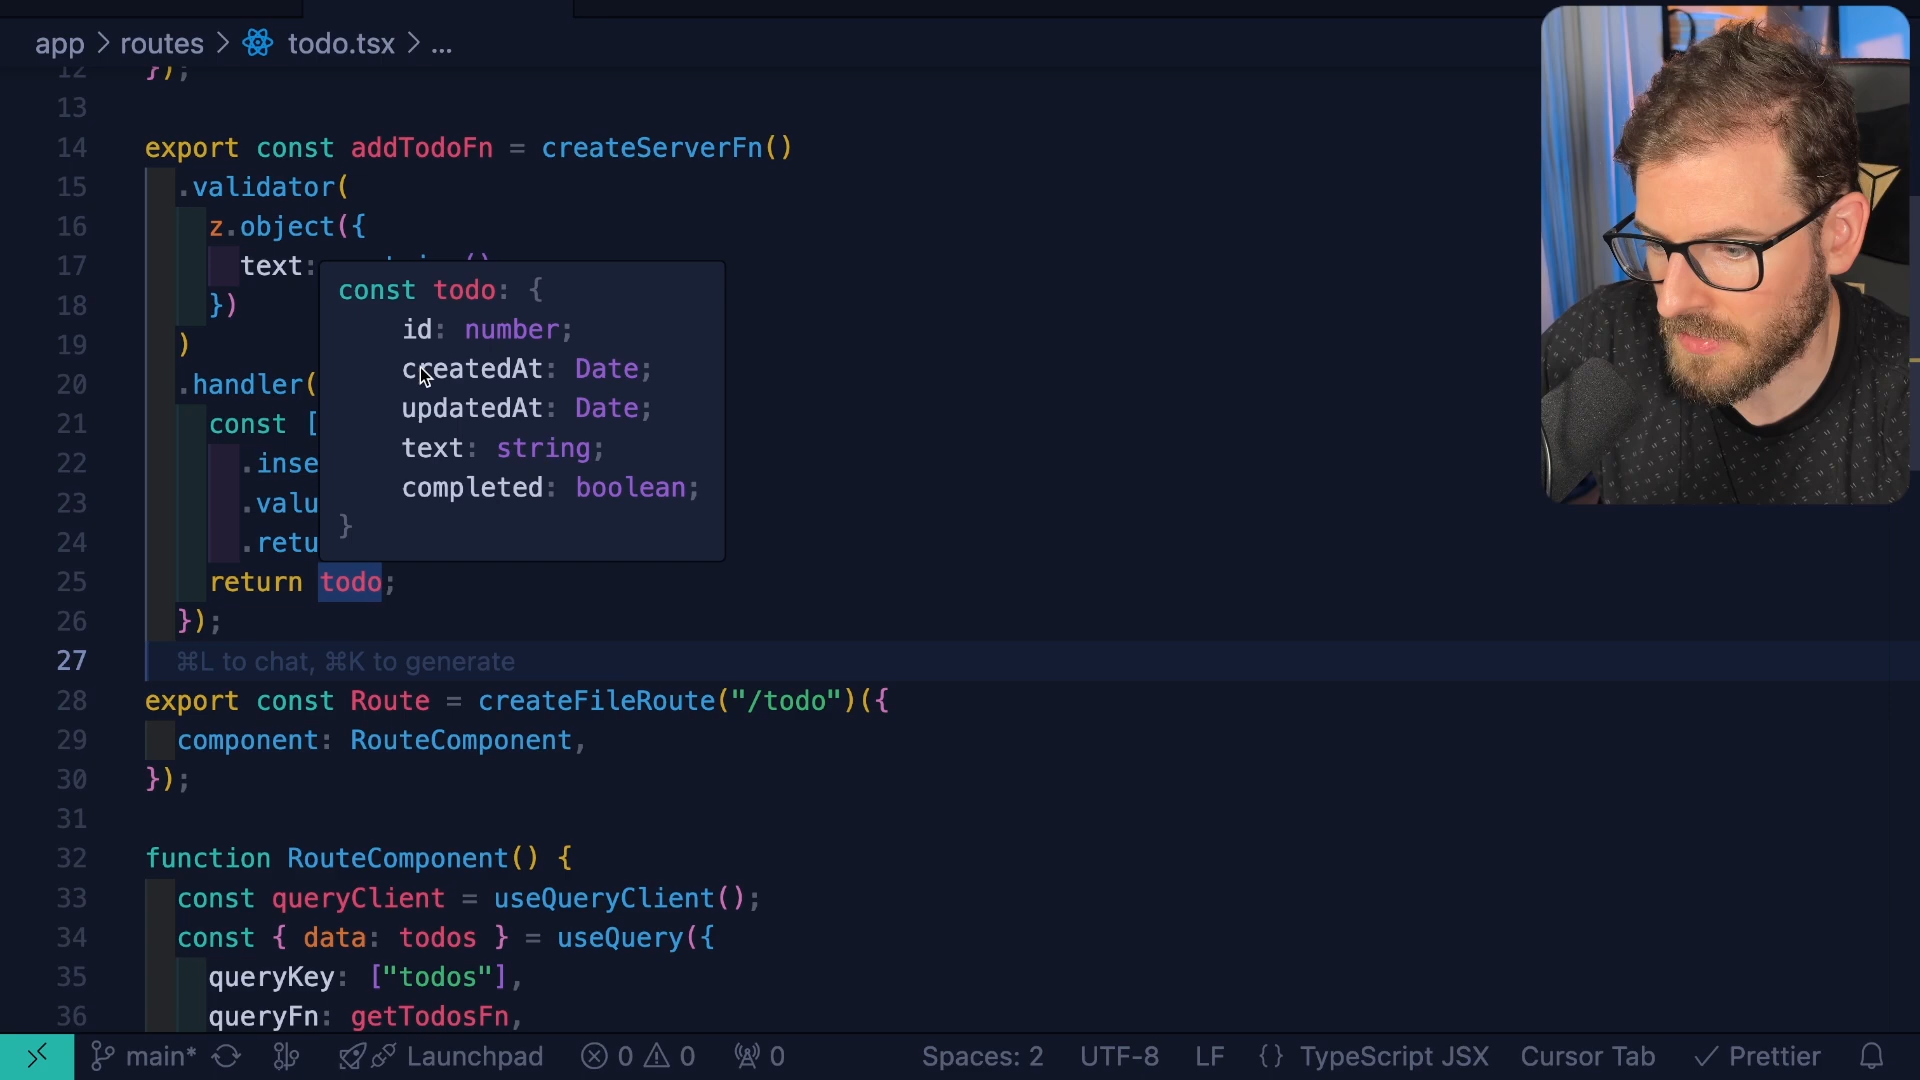 app > routes > todo.tsx > ...
12 });
13
14 export const addTodoFn = createServerFn()
15 .validator(
16 z.object({
17 text:
18 })
19 )
20 .handler(
21 const [
22 .inse
23 .valu
24 .retu
25 return todo;
26 });
27 ⌘L to chat, ⌘K to generate
28 export const Route = createFileRoute("/todo")({
29 component: RouteComponent,
30 });
31
32 function RouteComponent() {
33 const queryClient = useQueryClient();
34 const { data: todos } = useQuery({
35 queryKey: ["todos"],
36 queryFn: getTodosFn,
const todo: {
id: number;
createdAt: Date;
updatedAt: Date;
text: string;
completed: boolean;
}
main* Launchpad 0 0 0 Spaces: 2 UTF-8 LF {} TypeScript JSX Cursor Tab ✓ Prettier